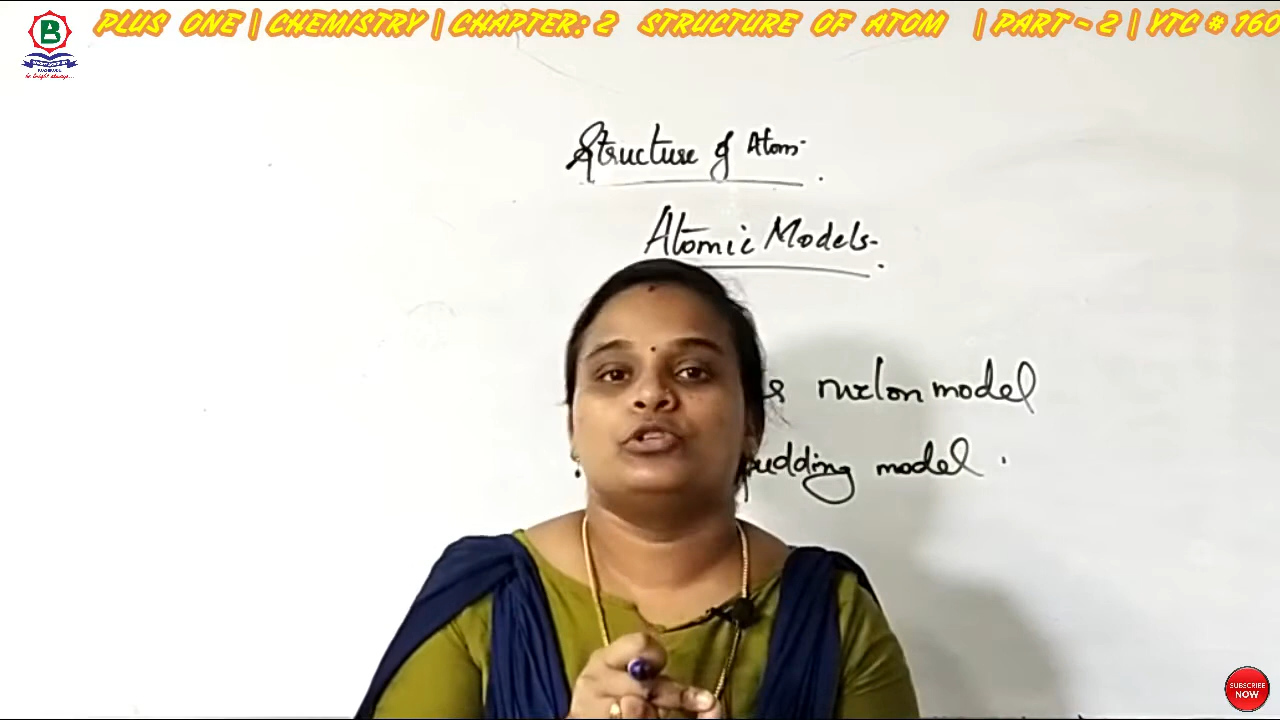 PLUS ONE | CHEMISTRY | CHAPTER: 2 STRUCTURE OF ATOM | PART - 2 | YTC # 160
B
Structure of Atom.
Atomic Models.
model
pudding model.
SUBSCRIBE
NOW